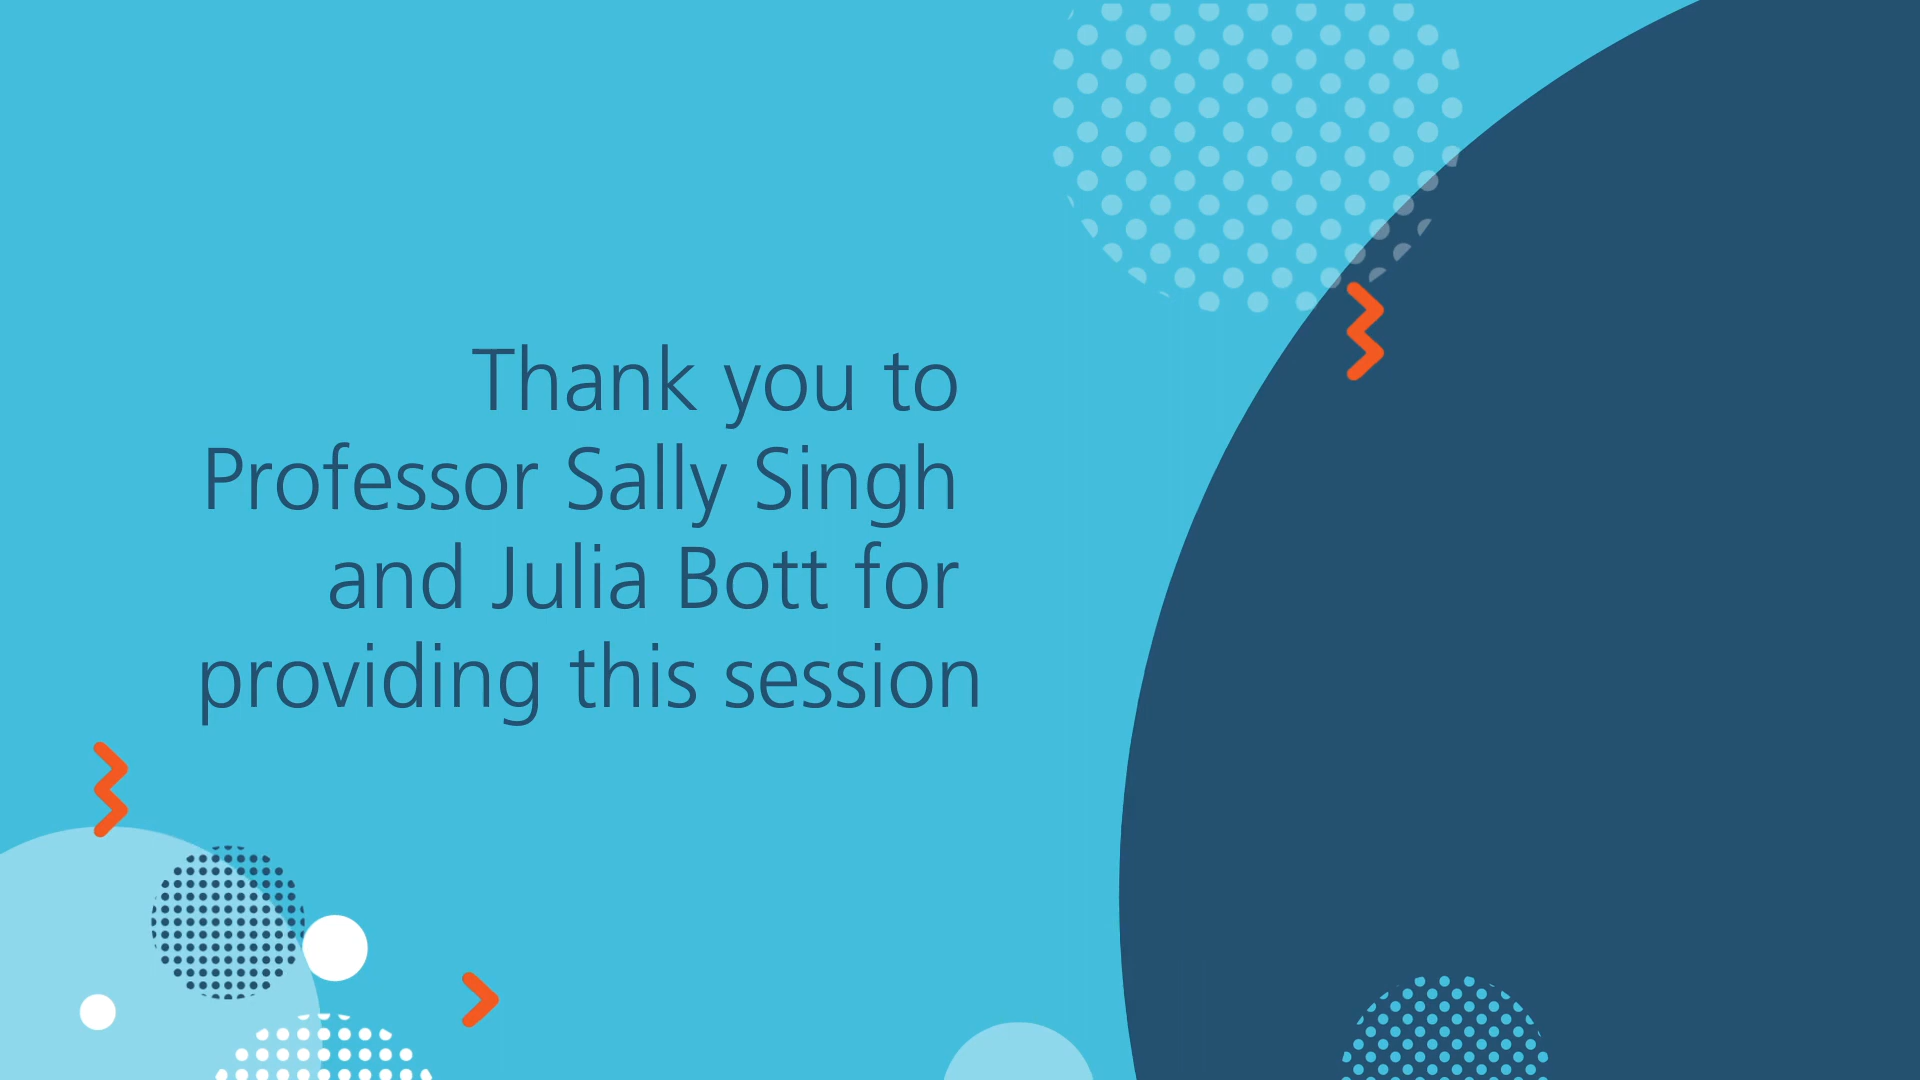 Thank you to
Professor Sally Singh
and Julia Bott for
providing this session